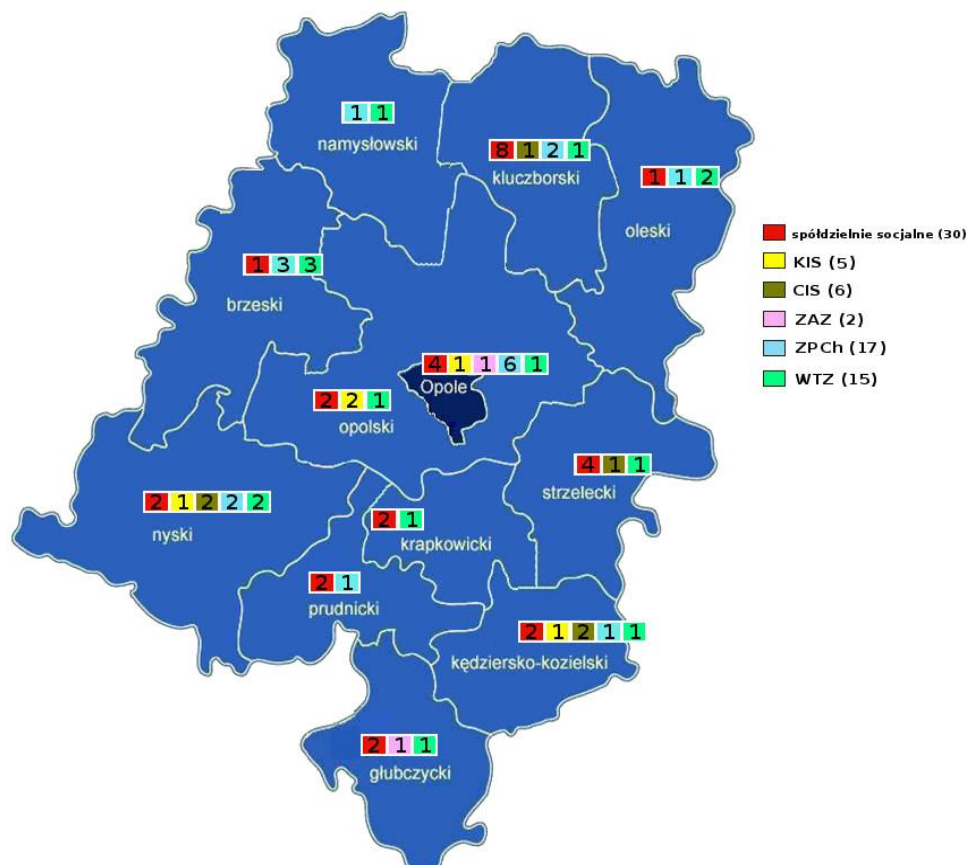 1 1
namysłowski
8 1 2 1
kluczborski
1 1 2
oleski
1 3 3
brzeski
4 1 1 6 1
Opole
2 2 1
opolski
4 1 1
strzelecki
2 1 2 2 2
nyski
2 1
krapkowicki
2 1
prudnicki
2 1 2 1 1
kędziersko-kozielski
2 1 1
głubczycki
spółdzielnie socjalne (30)
KIS (5)
CIS (6)
ZAZ (2)
ZPCh (17)
WTZ (15)